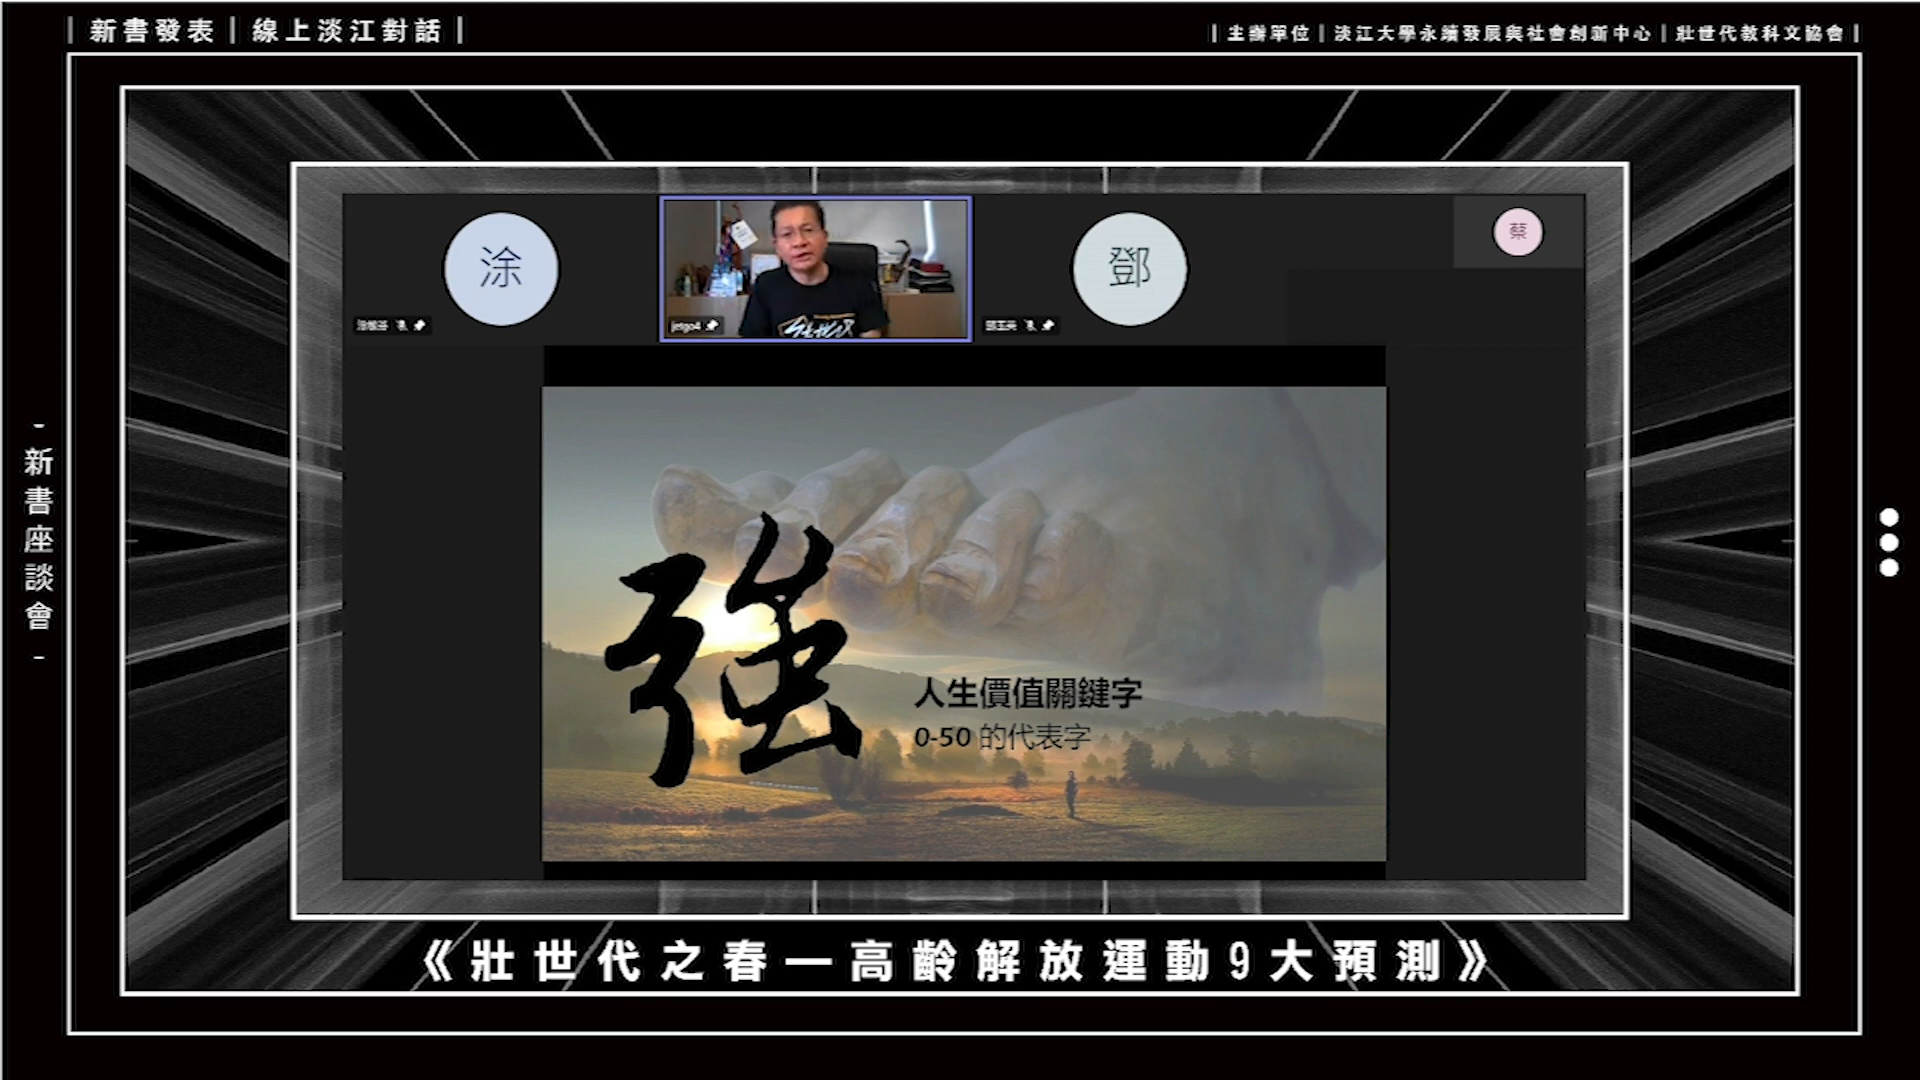 | 新書發表 | 線上淡江對話 |
| 主辦單位 | 淡江大學永續發展與社會創新中心 | 壯世代教科文協會 |
涂
jetgo4
鄧
蔡
強
人生價值關鍵字
0-50 的代表字
- 新書座談會 -
《壯世代之春—高齡解放運動9大預測》